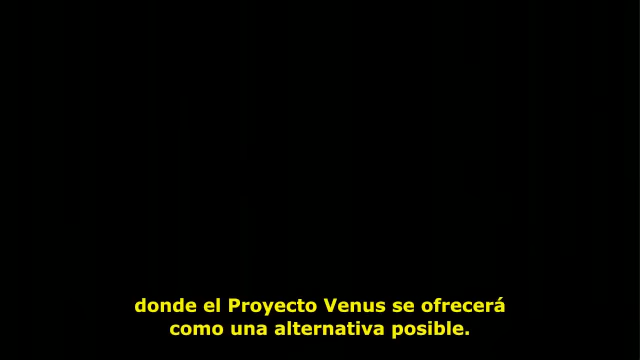 donde el Proyecto Venus se ofrecerá
como una alternativa posible.